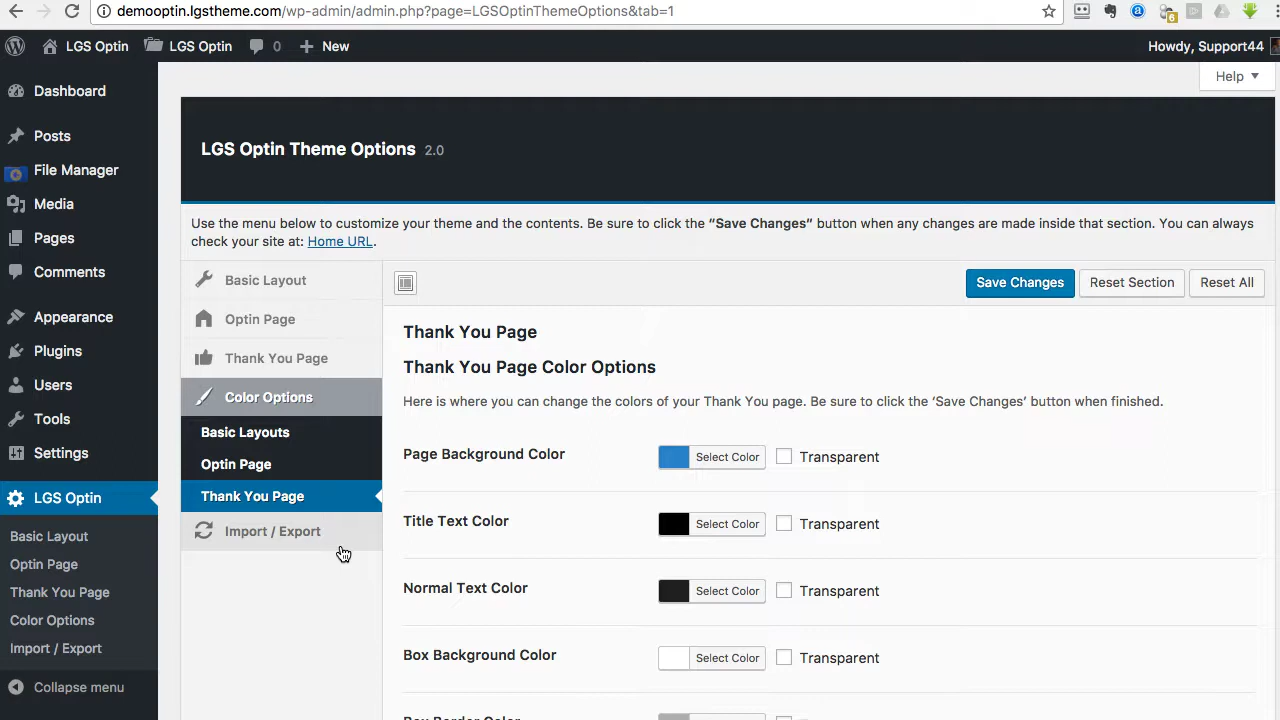 demooptin.lgstheme.com/wp-admin/admin.php?page=LGSOptinThemeOptions&tab=1
6
LGS Optin
LGS Optin
0
New
Howdy, Support44
Help
Dashboard
Posts
File Manager
Media
Pages
Comments
Appearance
Plugins
Users
Tools
Settings
LGS Optin
Basic Layout
Optin Page
Thank You Page
Color Options
Import / Export
Collapse menu
LGS Optin Theme Options 2.0
Use the menu below to customize your theme and the contents. Be sure to click the “Save Changes” button when any changes are made inside that section. You can always
check your site at: Home URL.
Basic Layout
Optin Page
Thank You Page
Color Options
Basic Layouts
Optin Page
Thank You Page
Import / Export
Save Changes
Reset Section
Reset All
Thank You Page
Thank You Page Color Options
Here is where you can change the colors of your Thank You page. Be sure to click the ‘Save Changes’ button when finished.
Page Background Color
Select Color
Transparent
Title Text Color
Select Color
Transparent
Normal Text Color
Select Color
Transparent
Box Background Color
Select Color
Transparent
Box Border Color